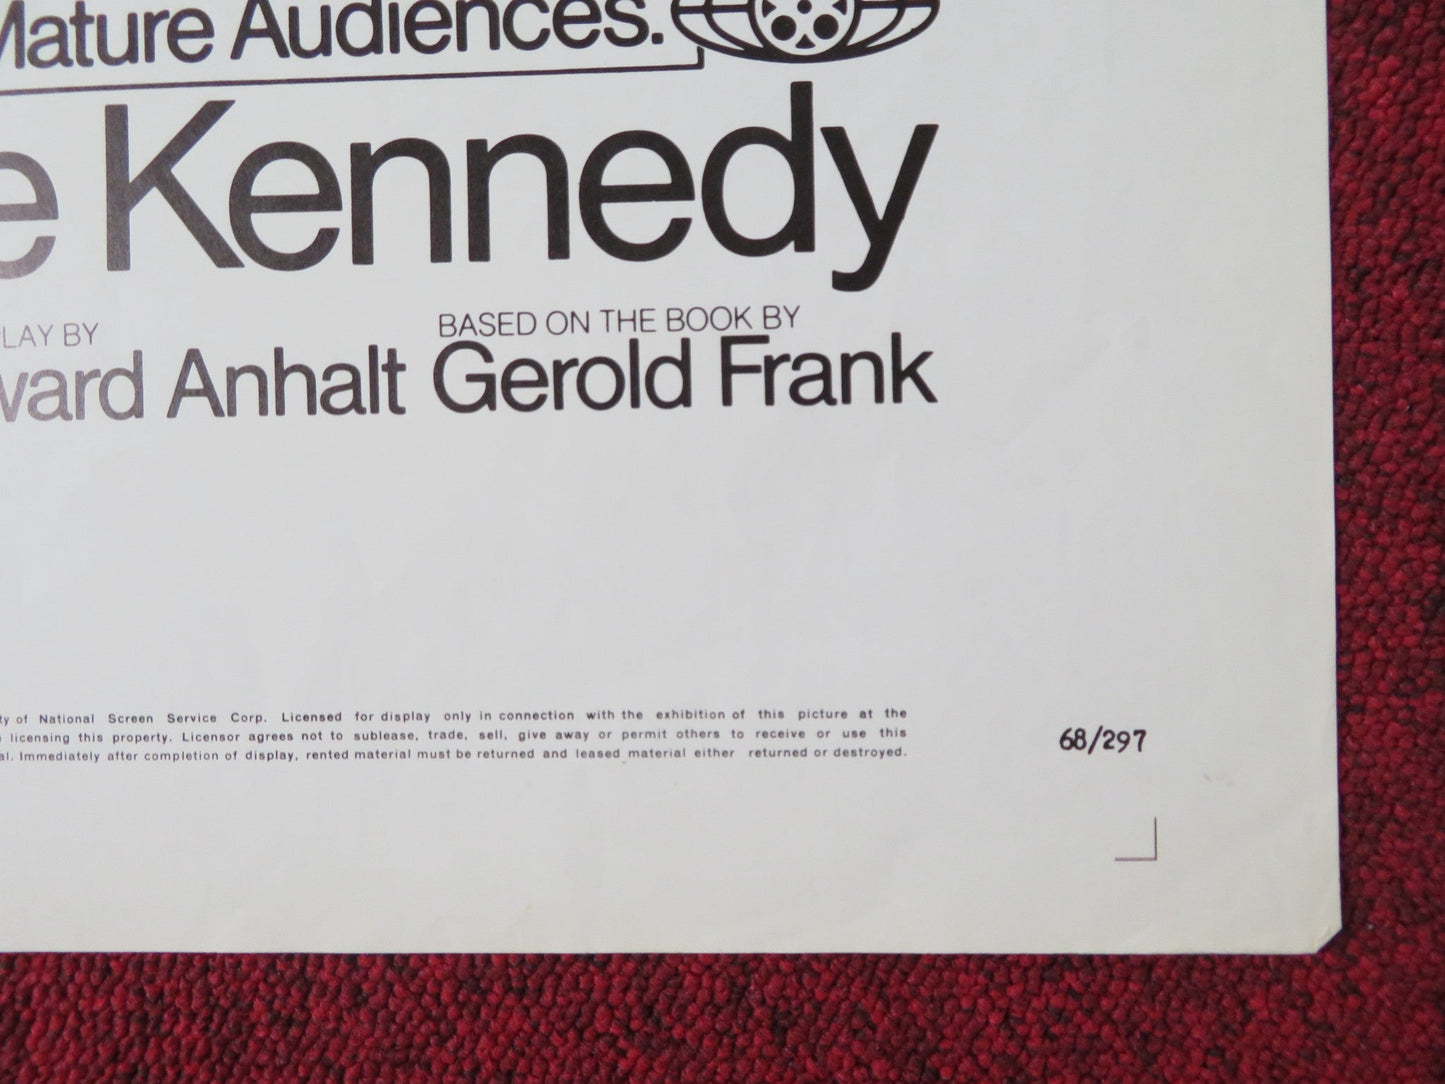 Mature Audiences.
e Kennedy
LAY BY
BASED ON THE BOOK BY
ward Anhalt Gerold Frank
ty of National Screen Service Corp. Licensed for display only in connection with the exhibition of this picture at the
licensing this property. Licensor agrees not to sublease, trade, sell, give away or permit others to receive or use this
al. Immediately after completion of display, rented material must be returned and leased material either returned or destroyed.
68/297